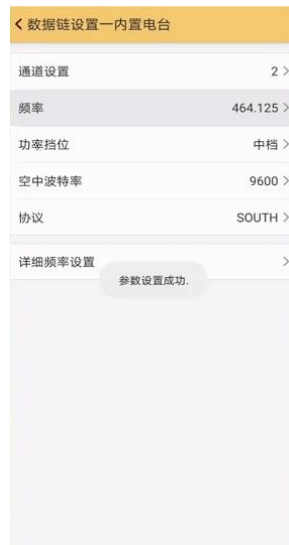 数据链设置一内置电台
通道设置 2
频率 464.125
功率挡位 中档
空中波特率 9600
协议 SOUTH
详细频率设置
参数设置成功.